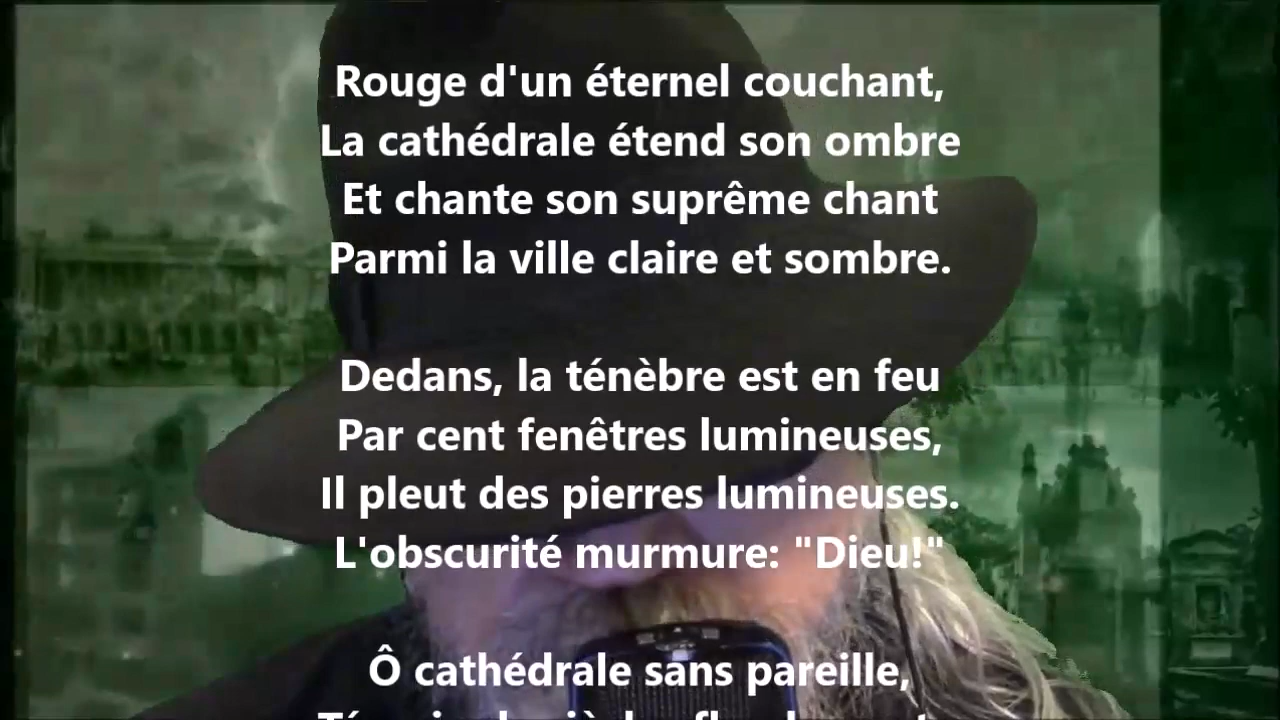 Rouge d'un éternel couchant,
La cathédrale étend son ombre
Et chante son suprême chant
Parmi la ville claire et sombre.
Dedans, la ténèbre est en feu
Par cent fenêtres lumineuses,
Il pleut des pierres lumineuses.
L'obscurité murmure: "Dieu!"
Ô cathédrale sans pareille,